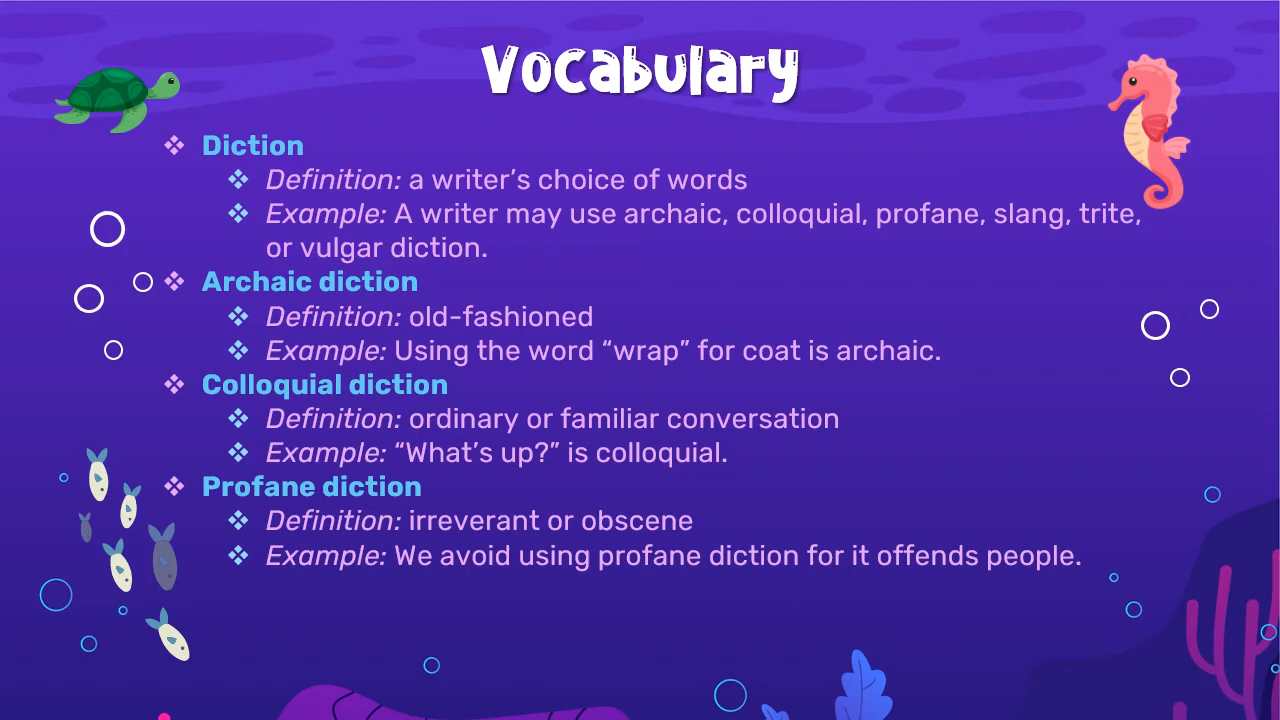 Vocabulary
❖ Diction
❖ Definition: a writer’s choice of words
❖ Example: A writer may use archaic, colloquial, profane, slang, trite,
or vulgar diction.
❖ Archaic diction
❖ Definition: old-fashioned
❖ Example: Using the word “wrap” for coat is archaic.
❖ Colloquial diction
❖ Definition: ordinary or familiar conversation
❖ Example: “What’s up?” is colloquial.
❖ Profane diction
❖ Definition: irreverant or obscene
❖ Example: We avoid using profane diction for it offends people.